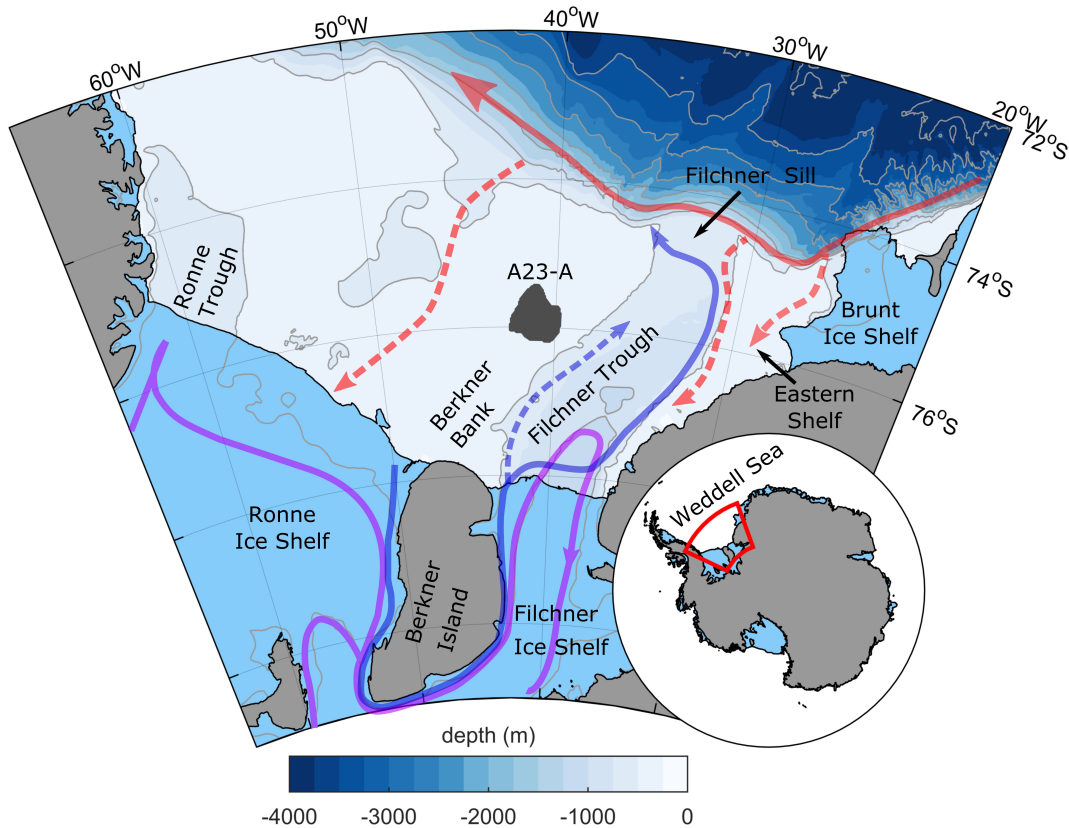 60°W
50°W
40°W
30°W
20°W
72°S
74°S
76°S
Filchner Sill
A23-A
Ronne
Trough
Brunt
Ice Shelf
Eastern
Shelf
Filchner Trough
Berkner
Bank
Weddell Sea
Ronne
Ice Shelf
Berkner
Island
Filchner
Ice Shelf
depth (m)
-4000
-3000
-2000
-1000
0